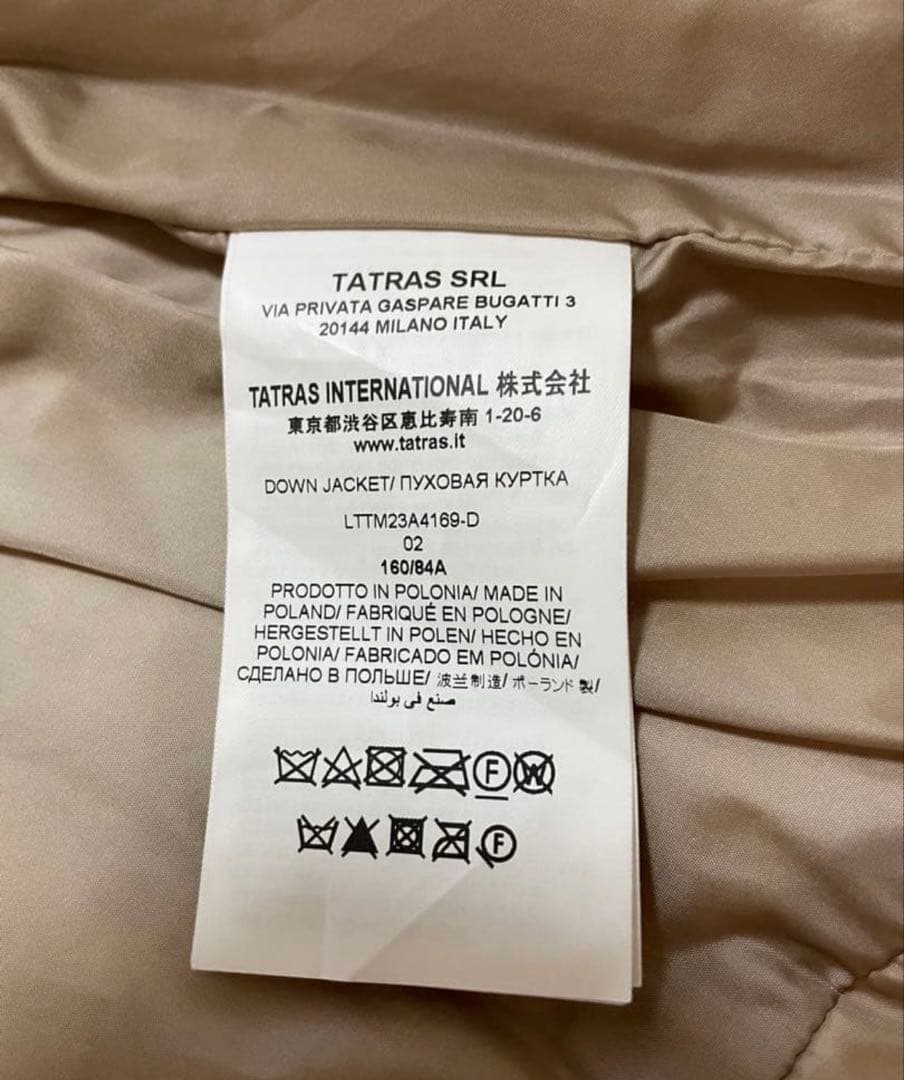 TATRAS SRL
VIA PRIVATA GASPARE BUGATTI 3
20144 MILANO ITALY
TATRAS INTERNATIONAL 株式会社
東京都渋谷区恵比寿南 1-20-6
www.tatras.it
DOWN JACKET/ ПУХОВАЯ КУРТКА
LTTM23A4169-D
02
160/84A
PRODOTTO IN POLONIA/ MADE IN
POLAND/ FABRIQUÉ EN POLOGNE/
HERGESTELLT IN POLEN/ HECHO EN
POLONIA/ FABRICADO EM POLÓNIA/
СДЕЛАНО В ПОЛЬШЕ/ 波兰制造/ ポーランド 製/
صنع في بولندا
F W
F